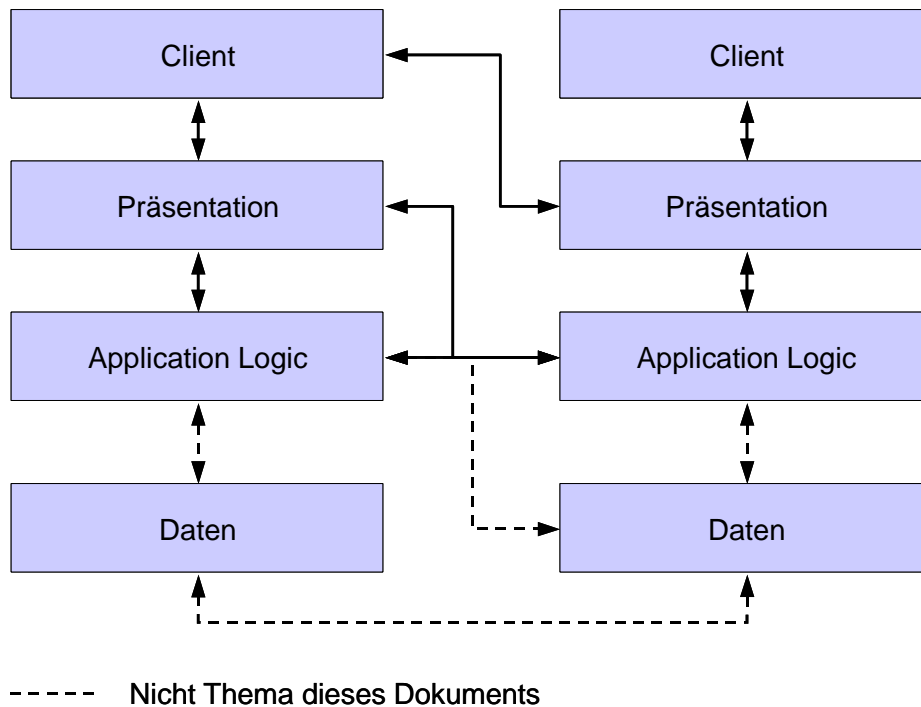 Client
Client
Präsentation
Präsentation
Application Logic
Application Logic
Daten
Daten
Nicht Thema dieses Dokuments